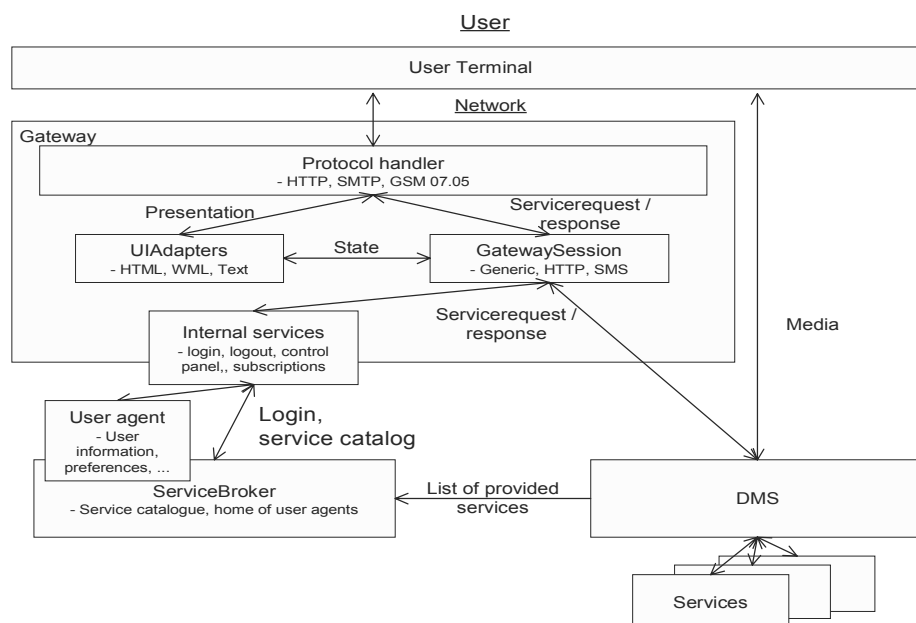 User
User Terminal
Network
Gateway
Protocol handler
- HTTP, SMTP, GSM 07.05
Presentation
Servicerequest /
response
UIAdapters
- HTML, WML, Text
State
GatewaySession
- Generic, HTTP, SMS
Internal services
- login, logout, control
panel,, subscriptions
Servicerequest /
response
Media
User agent
- User
information,
preferences, ...
Login,
service catalog
ServiceBroker
- Service catalogue, home of user agents
List of provided
services
DMS
Services